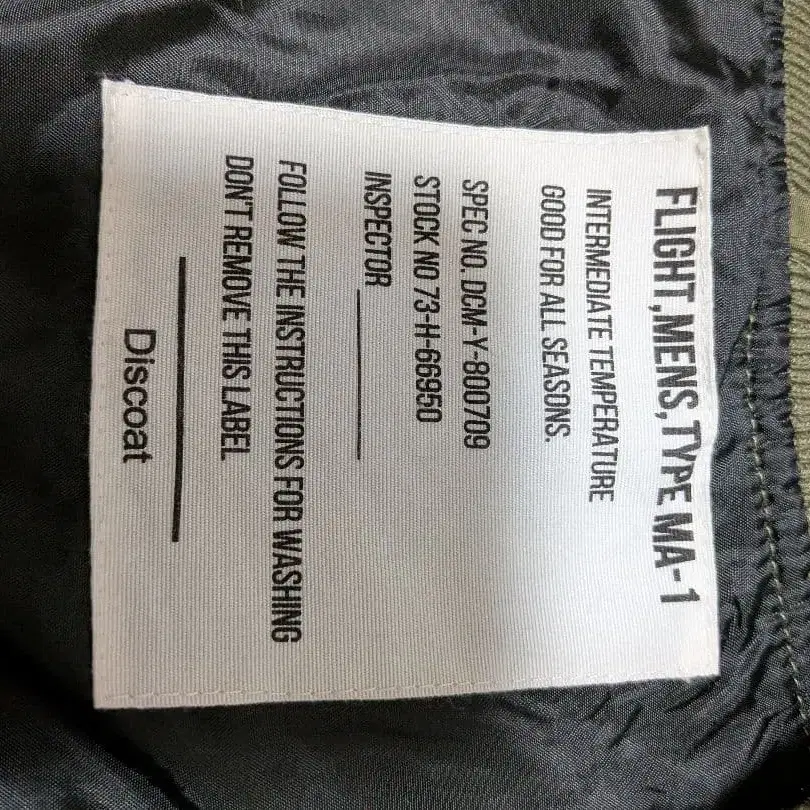 FLIGHT,MENS,TYPE MA-1
INTERMEDIATE TEMPERATURE
GOOD FOR ALL SEASONS.
SPEC NO. DCM-Y-800709
STOCK NO 73-H-66950
INSPECTOR
FOLLOW THE INSTRUCTIONS FOR WASHING
DON'T REMOVE THIS LABEL
Discoat